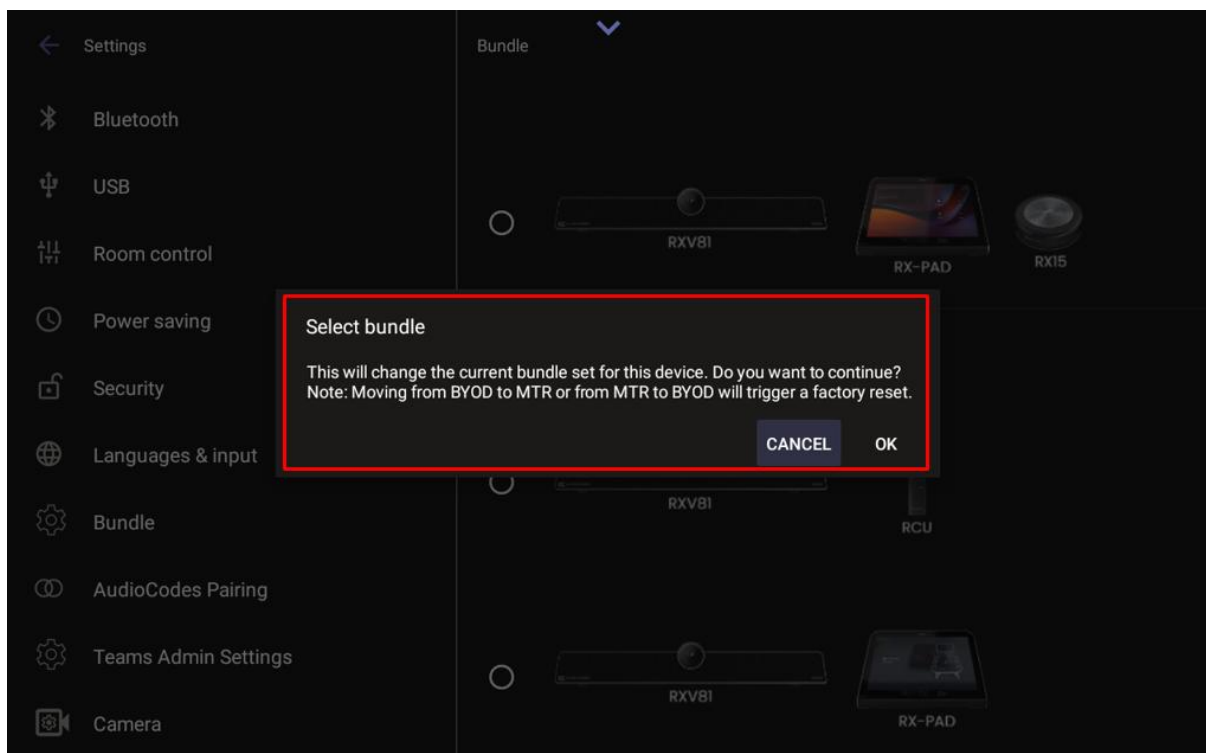 Settings
Bundle
Bluetooth
USB
Room control
Power saving
Security
Languages & input
Bundle
AudioCodes Pairing
Teams Admin Settings
Camera
RXV81
RX-PAD
RX15
Select bundle
This will change the current bundle set for this device. Do you want to continue?
Note: Moving from BYOD to MTR or from MTR to BYOD will trigger a factory reset.
CANCEL
OK
RXV81
RCU
RXV81
RX-PAD